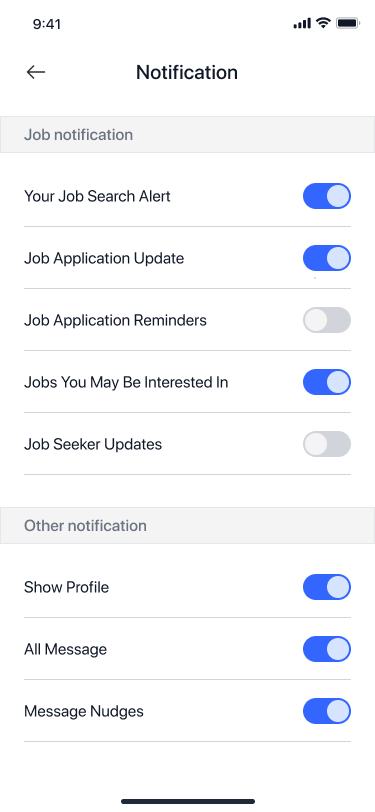 9:41
Notification
Job notification
Your Job Search Alert
Job Application Update
Job Application Reminders
Jobs You May Be Interested In
Job Seeker Updates
Other notification
Show Profile
All Message
Message Nudges